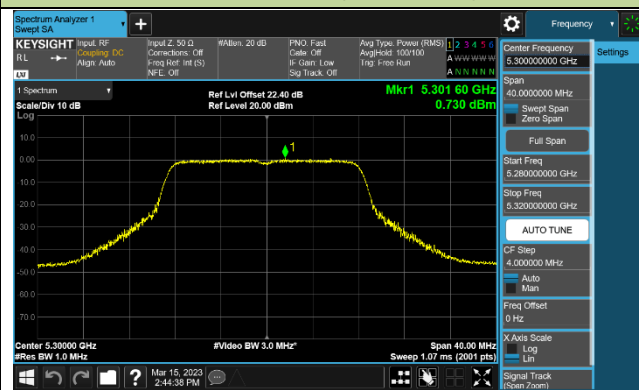 Spectrum Analyzer 1
Swept SA
Frequency
KEYSIGHT
RL
LXI
Input: RF
Coupling: DC
Align: Auto
Input Z: 50 Ω
Corrections: Off
Freq Ref: Int (S)
NFE: Off
#Atten: 20 dB
PNO: Fast
Gate: Off
IF Gain: Low
Sig Track: Off
Avg Type: Power (RMS)
Avg|Hold: 100/100
Trig: Free Run
1 2 3 4 5 6
A W W W W W
A N N N N N
1 Spectrum
Scale/Div 10 dB
Log
Ref Lvl Offset 22.40 dB
Ref Level 20.00 dBm
Mkr1 5.301 60 GHz
0.730 dBm
1
10.0
0.00
10.0
20.0
30.0
40.0
50.0
60.0
70.0
Center 5.30000 GHz
#Res BW 1.0 MHz
#Video BW 3.0 MHz*
Span 40.00 MHz
Sweep 1.07 ms (2001 pts)
Mar 15, 2023
2:44:38 PM
Center Frequency
5.300000000 GHz
Settings
Span
40.0000000 MHz
Swept Span
Zero Span
Full Span
Start Freq
5.280000000 GHz
Stop Freq
5.320000000 GHz
AUTO TUNE
CF Step
4.000000 MHz
Auto
Man
Freq Offset
0 Hz
X Axis Scale
Log
Lin
Signal Track
(Span Zoom)